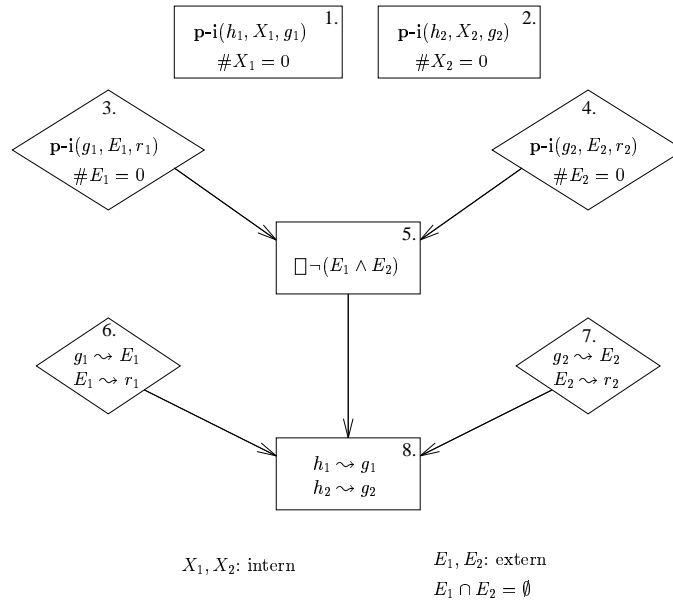 1.
p-i(h₁, X₁, g₁)
#X₁ = 0
2.
p-i(h₂, X₂, g₂)
#X₂ = 0
3.
p-i(g₁, E₁, r₁)
#E₁ = 0
4.
p-i(g₂, E₂, r₂)
#E₂ = 0
5.
□¬(E₁ ∧ E₂)
6.
g₁ ⇝ E₁
E₁ ⇝ r₁
7.
g₂ ⇝ E₂
E₂ ⇝ r₂
8.
h₁ ⇝ g₁
h₂ ⇝ g₂
X₁, X₂: intern
E₁, E₂: extern
E₁ ∩ E₂ = ∅